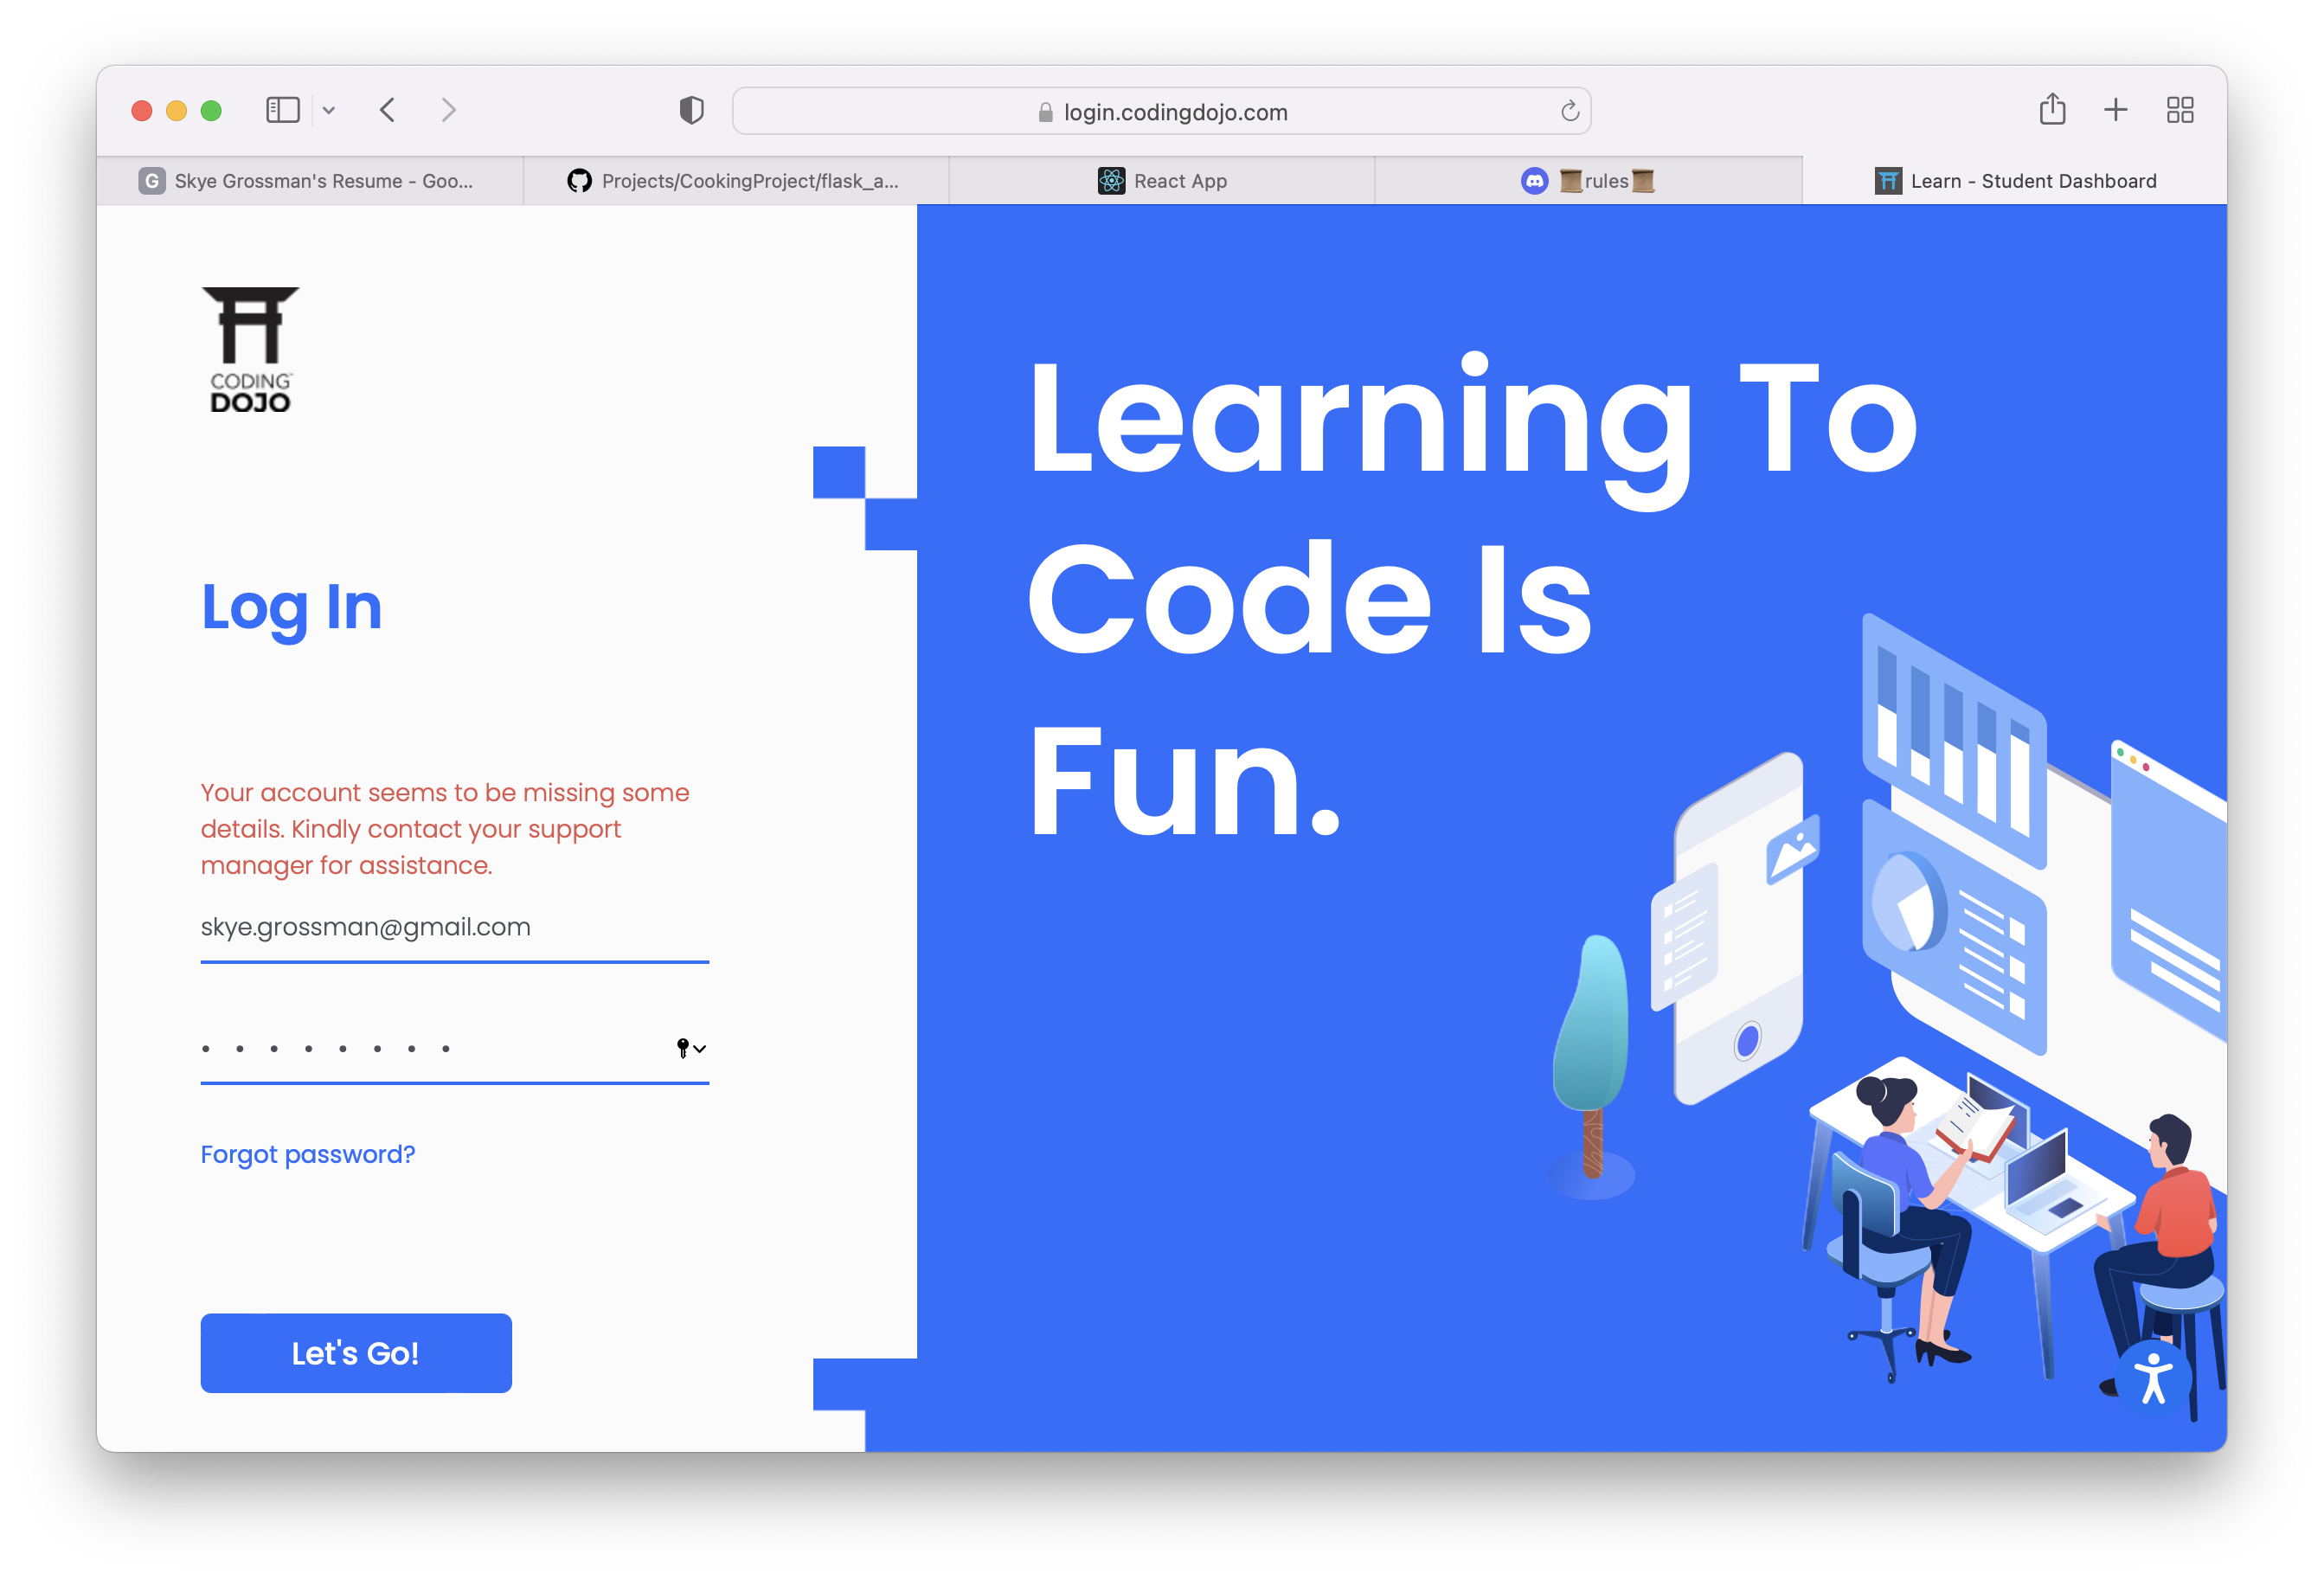 login.codingdojo.com
G Skye Grossman's Resume - Goo...
Projects/CookingProject/flask_a...
React App
📜rules📜
Learn - Student Dashboard
CODING
DOJO
Learning To
Code Is
Fun.
Log In
Your account seems to be missing some
details. Kindly contact your support
manager for assistance.
skye.grossman@gmail.com
Forgot password?
Let's Go!